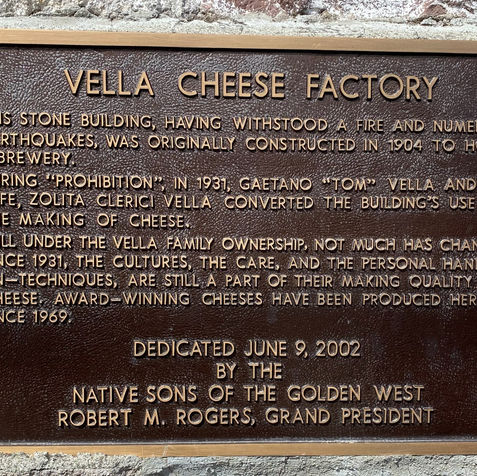 VELLA CHEESE FACTORY
IS STONE BUILDING, HAVING WITHSTOOD A FIRE AND NUME
RTHQUAKES, WAS ORIGINALLY CONSTRUCTED IN 1904 TO H
BREWERY.
RING "PROHIBITION", IN 1931, GAETANO "TOM" VELLA AND
FE, ZOLITA CLERICI VELLA CONVERTED THE BUILDING'S USE
E MAKING OF CHEESE.
LL UNDER THE VELLA FAMILY OWNERSHIP, NOT MUCH HAS CHAN
NCE 1931, THE CULTURES, THE CARE, AND THE PERSONAL HAN
N-TECHNIQUES, ARE STILL A PART OF THEIR MAKING QUALITY
HEESE. AWARD-WINNING CHEESES HAVE BEEN PRODUCED HER
NCE 1969.
DEDICATED JUNE 9, 2002
BY THE
NATIVE SONS OF THE GOLDEN WEST
ROBERT M. ROGERS, GRAND PRESIDENT